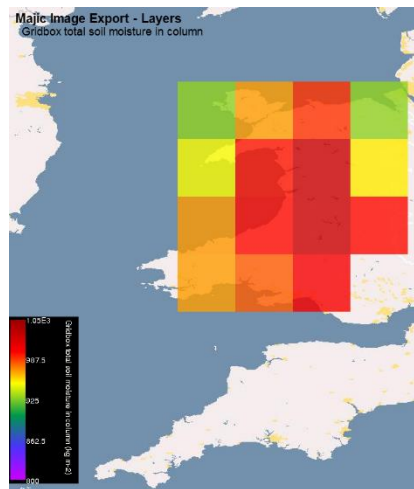 Majic Image Export - Layers
Gridbox total soil moisture in column
1.05E3
987.5
925
862.5
800
Gridbox total soil moisture in column (kg m-2)